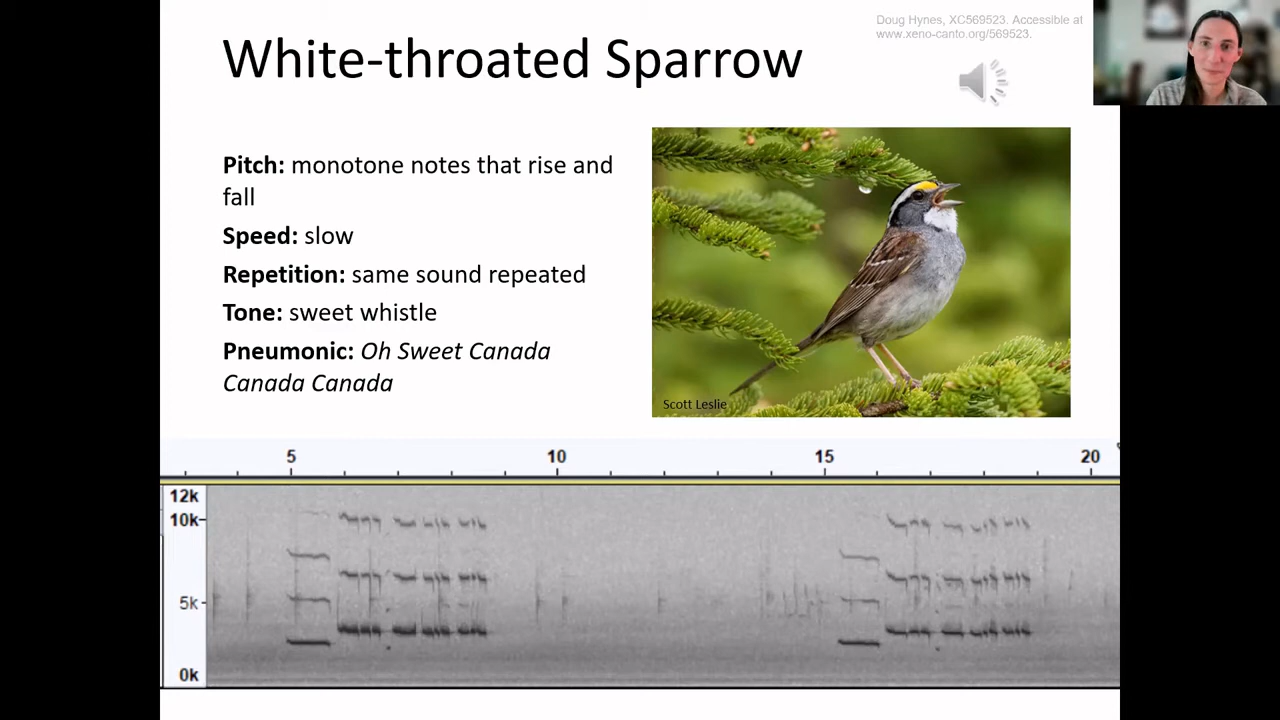 Doug Hynes, XC569523. Accessible at
www.xeno-canto.org/569523.
White-throated Sparrow
Pitch: monotone notes that rise and
fall
Speed: slow
Repetition: same sound repeated
Tone: sweet whistle
Pneumonic: Oh Sweet Canada
Canada Canada
Scott Leslie
5 10 15 20
12k
10k
5k
0k